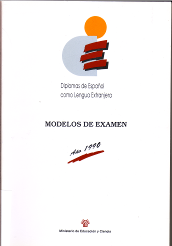 Diplomas de Español
como Lengua Extranjera
MODELOS DE EXAMEN
Año 1990
Ministerio de Educación y Ciencia